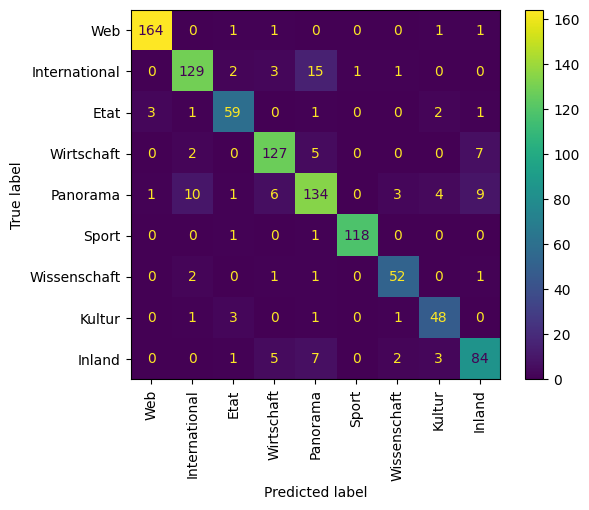 Web 164 0 1 1 0 0 0 1 1 160
International 0 129 2 3 15 1 1 0 0 140
Etat 3 1 59 0 1 0 0 2 1 120
Wirtschaft 0 2 0 127 5 0 0 0 7 100
Panorama 1 10 1 6 134 0 3 4 9 80
Sport 0 0 1 0 1 118 0 0 0 60
Wissenschaft 0 2 0 1 1 0 52 0 1 40
Kultur 0 1 3 0 1 0 1 48 0 20
Inland 0 0 1 5 7 0 2 3 84 0
True label
Web International Etat Wirtschaft Panorama Sport Wissenschaft Kultur Inland
Predicted label